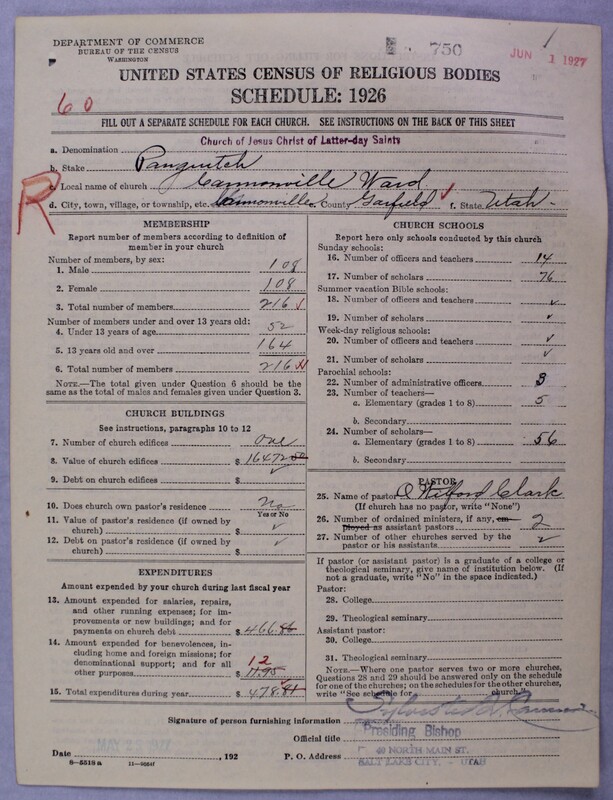 DEPARTMENT OF COMMERCE
BUREAU OF THE CENSUS
WASHINGTON
750
JUN 1 1927
1
UNITED STATES CENSUS OF RELIGIOUS BODIES
SCHEDULE: 1926
60
FILL OUT A SEPARATE SCHEDULE FOR EACH CHURCH. SEE INSTRUCTIONS ON THE BACK OF THIS SHEET
a. Denomination Church of Jesus Christ of Latter-day Saints
b. Stake Panguitch
R
c. Local name of church Cannonville Ward
d. City, town, village, or township, etc. Cannonville e. County Garfield ✓ f. State Utah
MEMBERSHIP
Report number of members according to definition of
member in your church
Number of members, by sex:
1. Male 108
2. Female 108
3. Total number of members 216 ✓
Number of members under and over 13 years old:
4. Under 13 years of age 52
5. 13 years old and over 164
6. Total number of members 216
NOTE.—The total given under Question 6 should be
same as the total of males and females given under Question 3.
CHURCH BUILDINGS
See instructions, paragraphs 10 to 12
7. Number of church edifices one
8. Value of church edifices $ 16472
9. Debt on church edifices $ ✓
10. Does church own pastor's residence No
Yes or No
11. Value of pastor's residence (if owned by
church) $ ✓
12. Debt on pastor's residence (if owned by
church) $ ✓
EXPENDITURES
Amount expended by your church during last fiscal year
13. Amount expended for salaries, repairs,
and other running expenses; for im-
provements or new buildings; and for
payments on church debt $ 466.86
14. Amount expended for benevolences, in-
cluding home and foreign missions; for
denominational support; and for all
12
other purposes $ 11.95
15. Total expenditures during year $ 478.81
CHURCH SCHOOLS
Report here only schools conducted by this church
Sunday schools:
16. Number of officers and teachers 14
17. Number of scholars 76
Summer vacation Bible schools:
18. Number of officers and teachers ✓
19. Number of scholars ✓
Week-day religious schools:
20. Number of officers and teachers ✓
21. Number of scholars ✓
Parochial schools:
22. Number of administrative officers 3
23. Number of teachers—
a. Elementary (grades 1 to 8) 5
b. Secondary
24. Number of scholars—
a. Elementary (grades 1 to 8) 56
b. Secondary
PASTOR
25. Name of pastor O Wilford Clark
(If church has no pastor, write "None")
26. Number of ordained ministers, if any, em-
ployed as assistant pastors 2
27. Number of other churches served by the
pastor or his assistants ✓
If pastor (or assistant pastor) is a graduate of a college or
theological seminary, give name of institution below. (If
not a graduate, write "No" in the space indicated.)
Pastor:
28. College
29. Theological seminary
Assistant pastor:
30. College
31. Theological seminary
NOTE.—Where one pastor serves two or more churches,
Questions 28 and 29 should be answered only on the schedule
for one of the churches; on the schedules for the other churches,
write "See schedule for church."
Signature of person furnishing information Sylvester Q. Cannon
Official title Presiding Bishop
Date , 192 P. O. Address 40 NORTH MAIN ST.
SALT LAKE CITY, - UTAH
8-5518 a